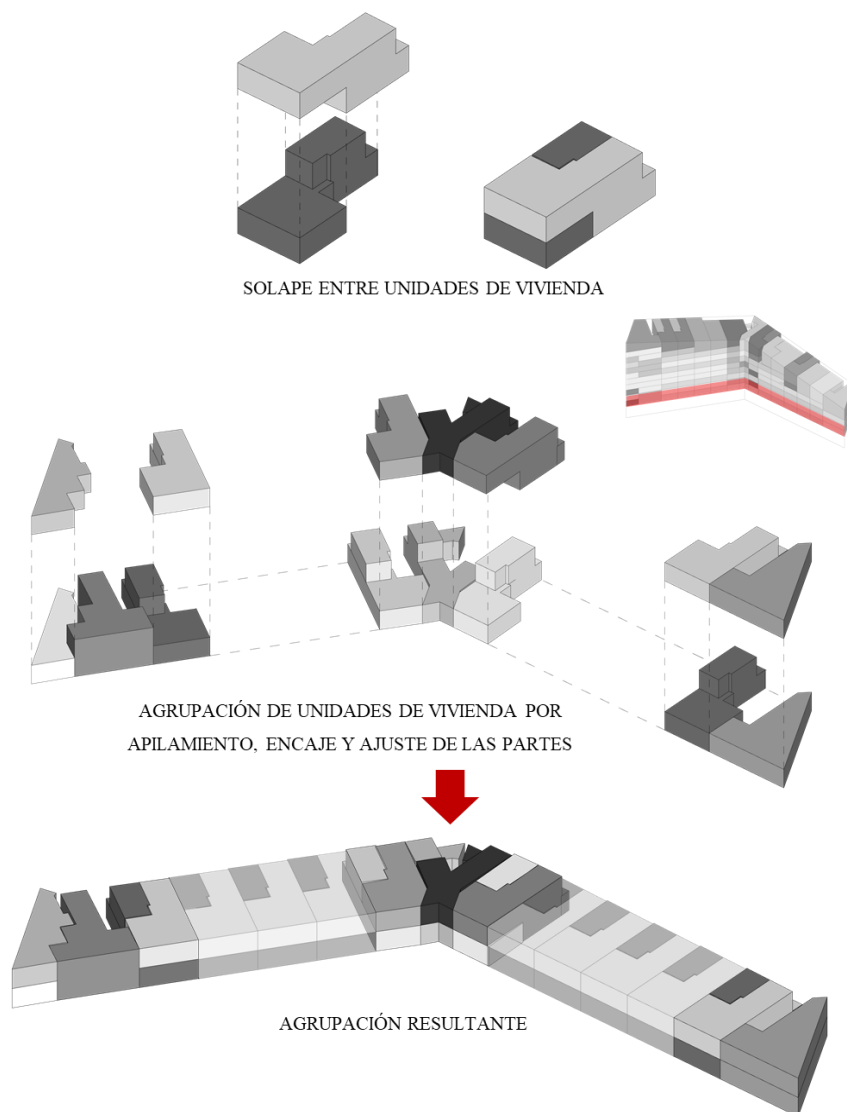 SOLAPE ENTRE UNIDADES DE VIVIENDA
AGRUPACIÓN DE UNIDADES DE VIVIENDA POR
APILAMIENTO, ENCAJE Y AJUSTE DE LAS PARTES
AGRUPACIÓN RESULTANTE